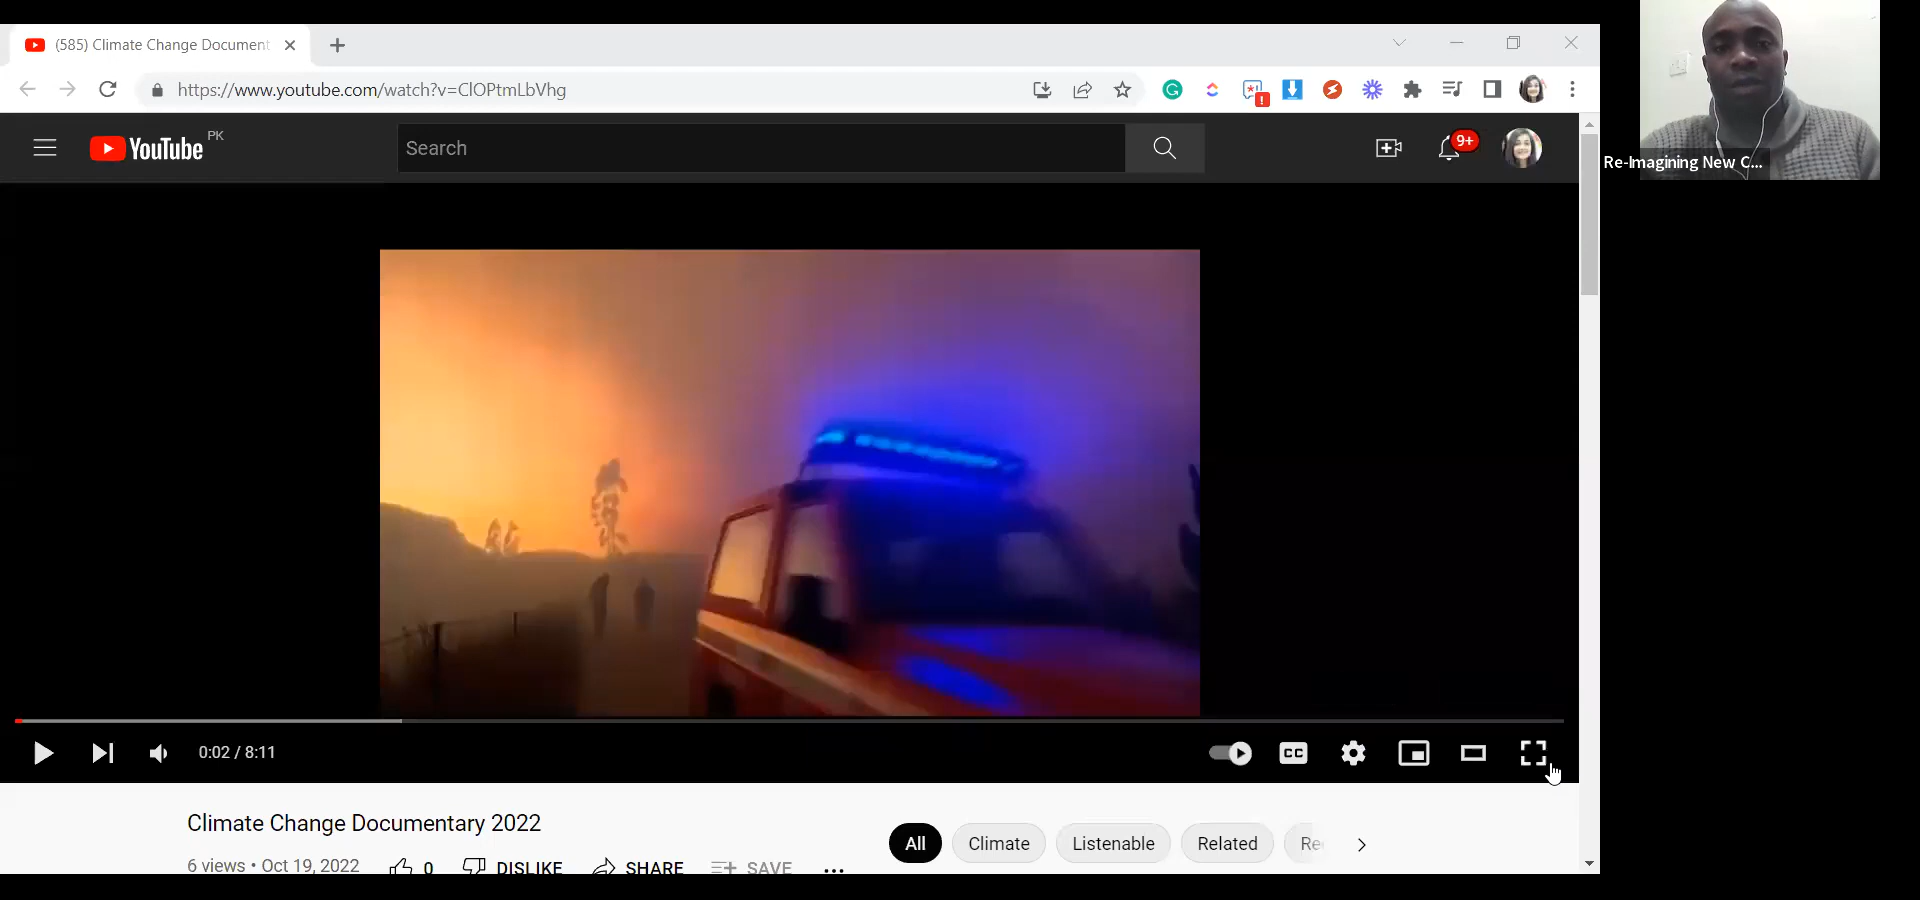 (585) Climate Change Document
https://www.youtube.com/watch?v=ClOPtmLbVhg
YouTube PK
Search
9+
Re-Imagining New C...
0:02 / 8:11
CC
Climate Change Documentary 2022
All Climate Listenable Related Re
6 views • Oct 19, 2022 0 DISLIKE SHARE SAVE ...